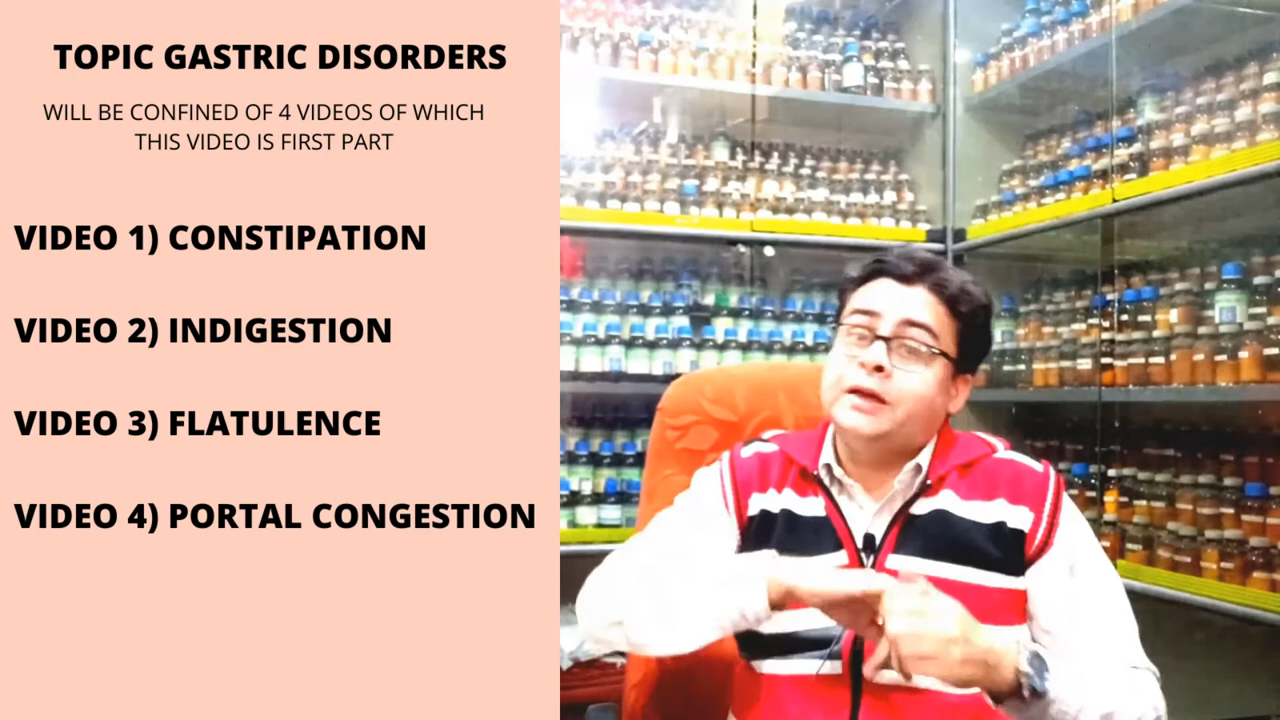 TOPIC GASTRIC DISORDERS
WILL BE CONFINED OF 4 VIDEOS OF WHICH
THIS VIDEO IS FIRST PART
VIDEO 1) CONSTIPATION
VIDEO 2) INDIGESTION
VIDEO 3) FLATULENCE
VIDEO 4) PORTAL CONGESTION